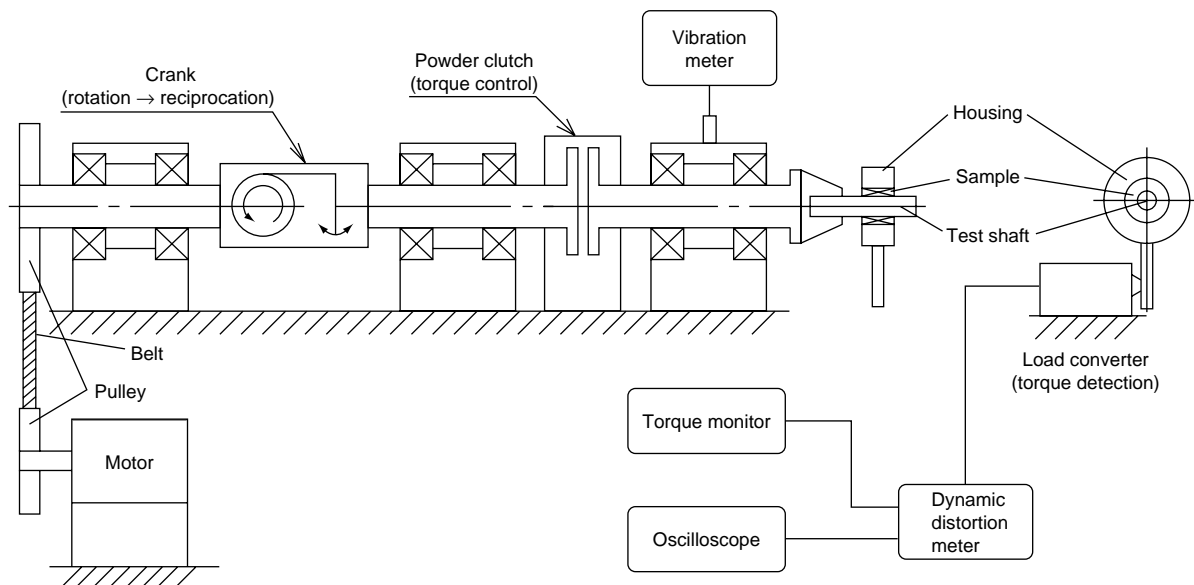 Vibration
meter
Powder clutch
(torque control)
Crank
(rotation → reciprocation)
Housing
Sample
Test shaft
Belt
Pulley
Load converter
(torque detection)
Torque monitor
Motor
Dynamic
distortion
meter
Oscilloscope